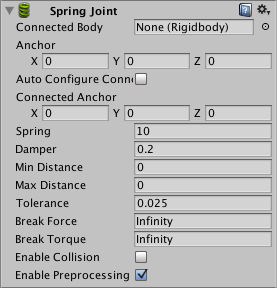 Spring Joint
Connected Body None (Rigidbody)
Anchor
X 0 Y 0 Z 0
Auto Configure Conne
Connected Anchor
X 0 Y 0 Z 0
Spring 10
Damper 0.2
Min Distance 0
Max Distance 0
Tolerance 0.025
Break Force Infinity
Break Torque Infinity
Enable Collision
Enable Preprocessing